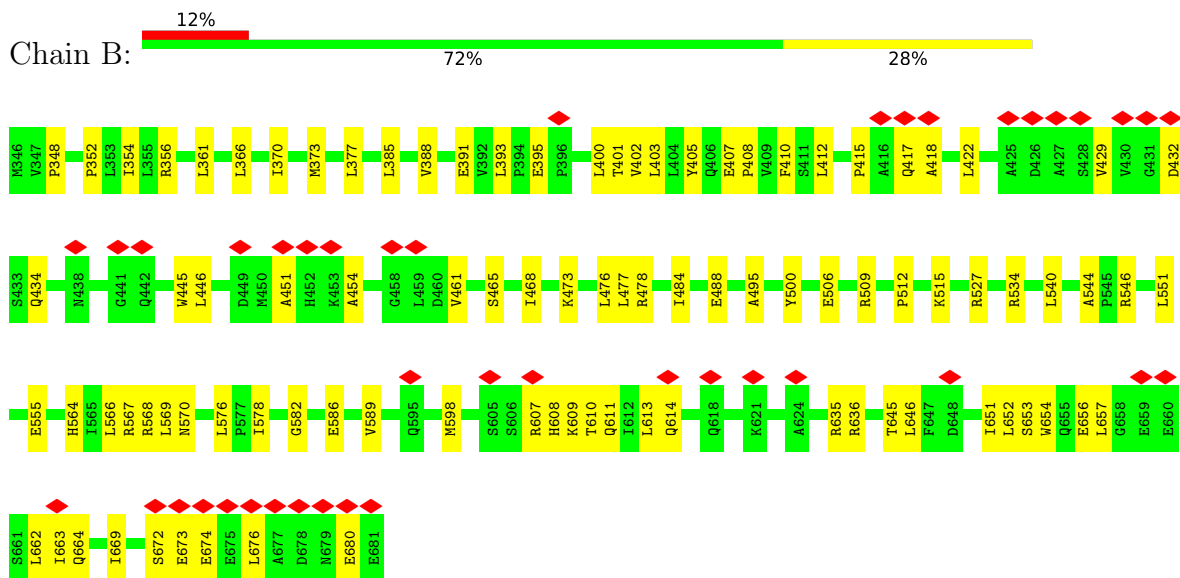 12%
Chain B:
72% 28%
M346 V347 P348 P352 L353 I354 L355 R356 L361 L366 I370 M373 L377 L385 V388 E391 V392 L393 P394 E395 P396 L400 T401 V402 L403 L404 Y405 Q406 E407 P408 V409 F410 S411 L412 P415 A416 Q417 A418 L422 A425 D426 A427 S428 V429 V430 G431 D432
S433 Q434 N438 G441 Q442 W445 L446 D449 M450 A451 H452 K453 A454 G458 L459 D460 V461 S465 I468 K473 L476 L477 R478 I484 E488 A495 Y500 E506 R509 P512 K515 R527 R534 L540 A544 P545 R546 L551
E555 H564 I565 L566 R567 R568 L569 N570 L576 P577 I578 G582 E586 V589 Q595 M598 S605 S606 R607 H608 K609 T610 Q611 I612 L613 Q614 Q618 K621 A624 R635 R636 T645 L646 F647 D648 I651 L652 S653 W654 Q655 E656 L657 G658 E659 E660
S661 L662 I663 Q664 I669 S672 E673 E674 E675 L676 A677 D678 N679 E680 E681